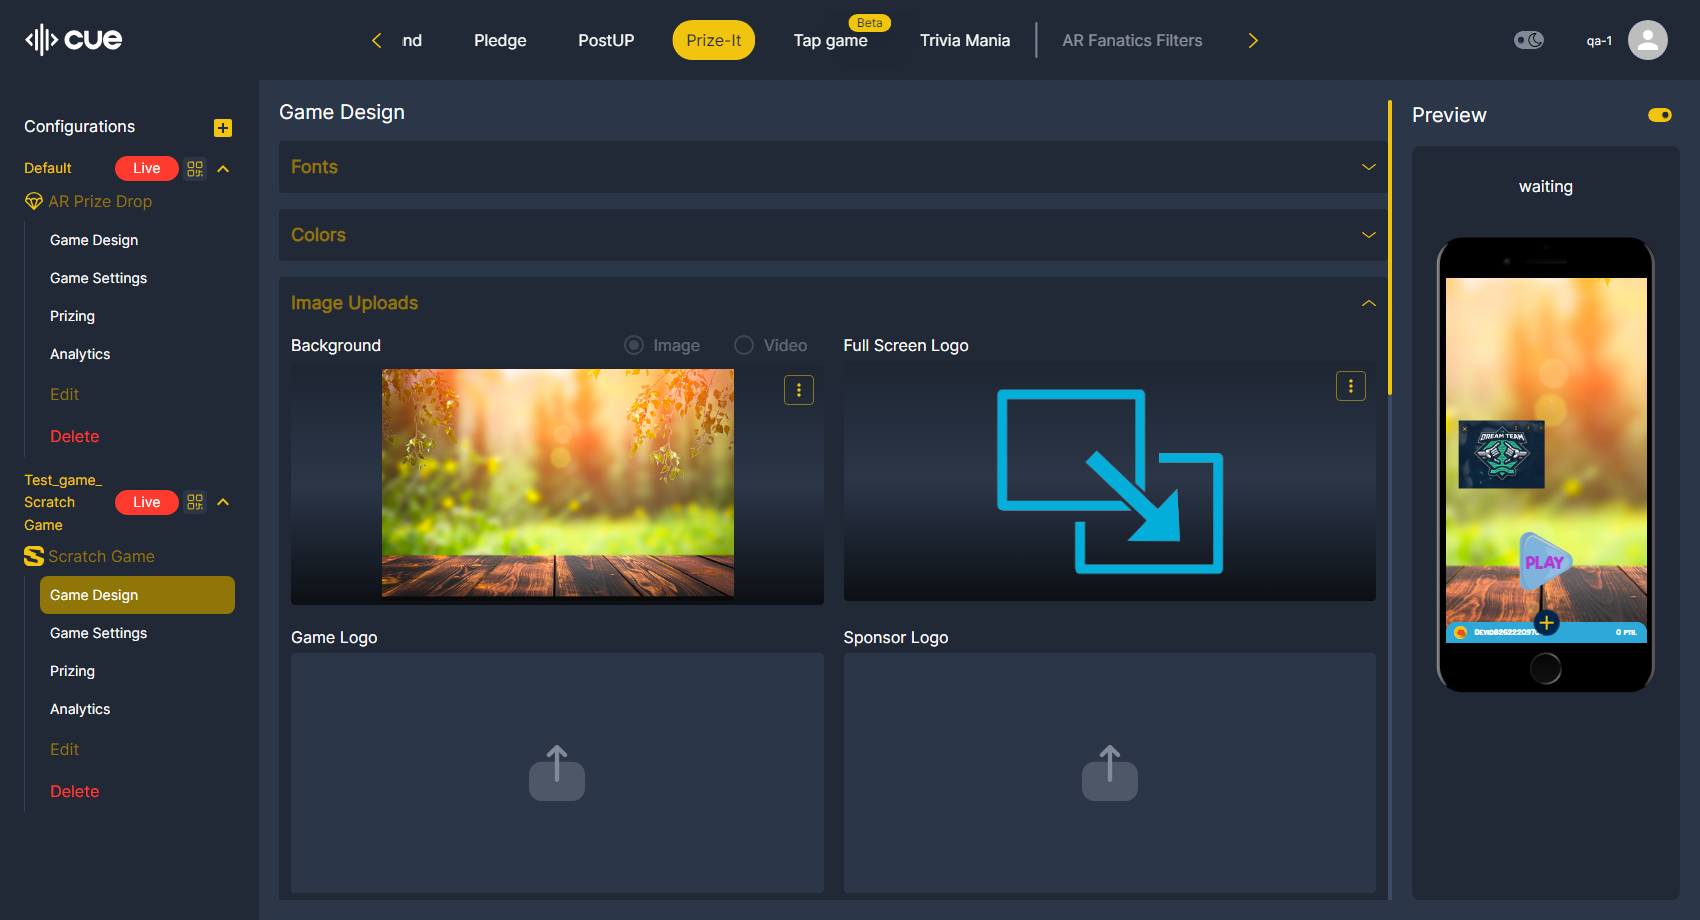 cue
nd
Pledge
PostUP
Prize-It
Beta
Tap game
Trivia Mania
AR Fanatics Filters
qa-1
Configurations
Default
Live
AR Prize Drop
Game Design
Game Settings
Prizing
Analytics
Edit
Delete
Test_game_
Scratch
Game
Live
Scratch Game
Game Design
Game Settings
Prizing
Analytics
Edit
Delete
Game Design
Fonts
Colors
Image Uploads
Background
Image
Video
Full Screen Logo
Game Logo
Sponsor Logo
Preview
waiting
DREAM TEAM
PLAY
0 PTS.